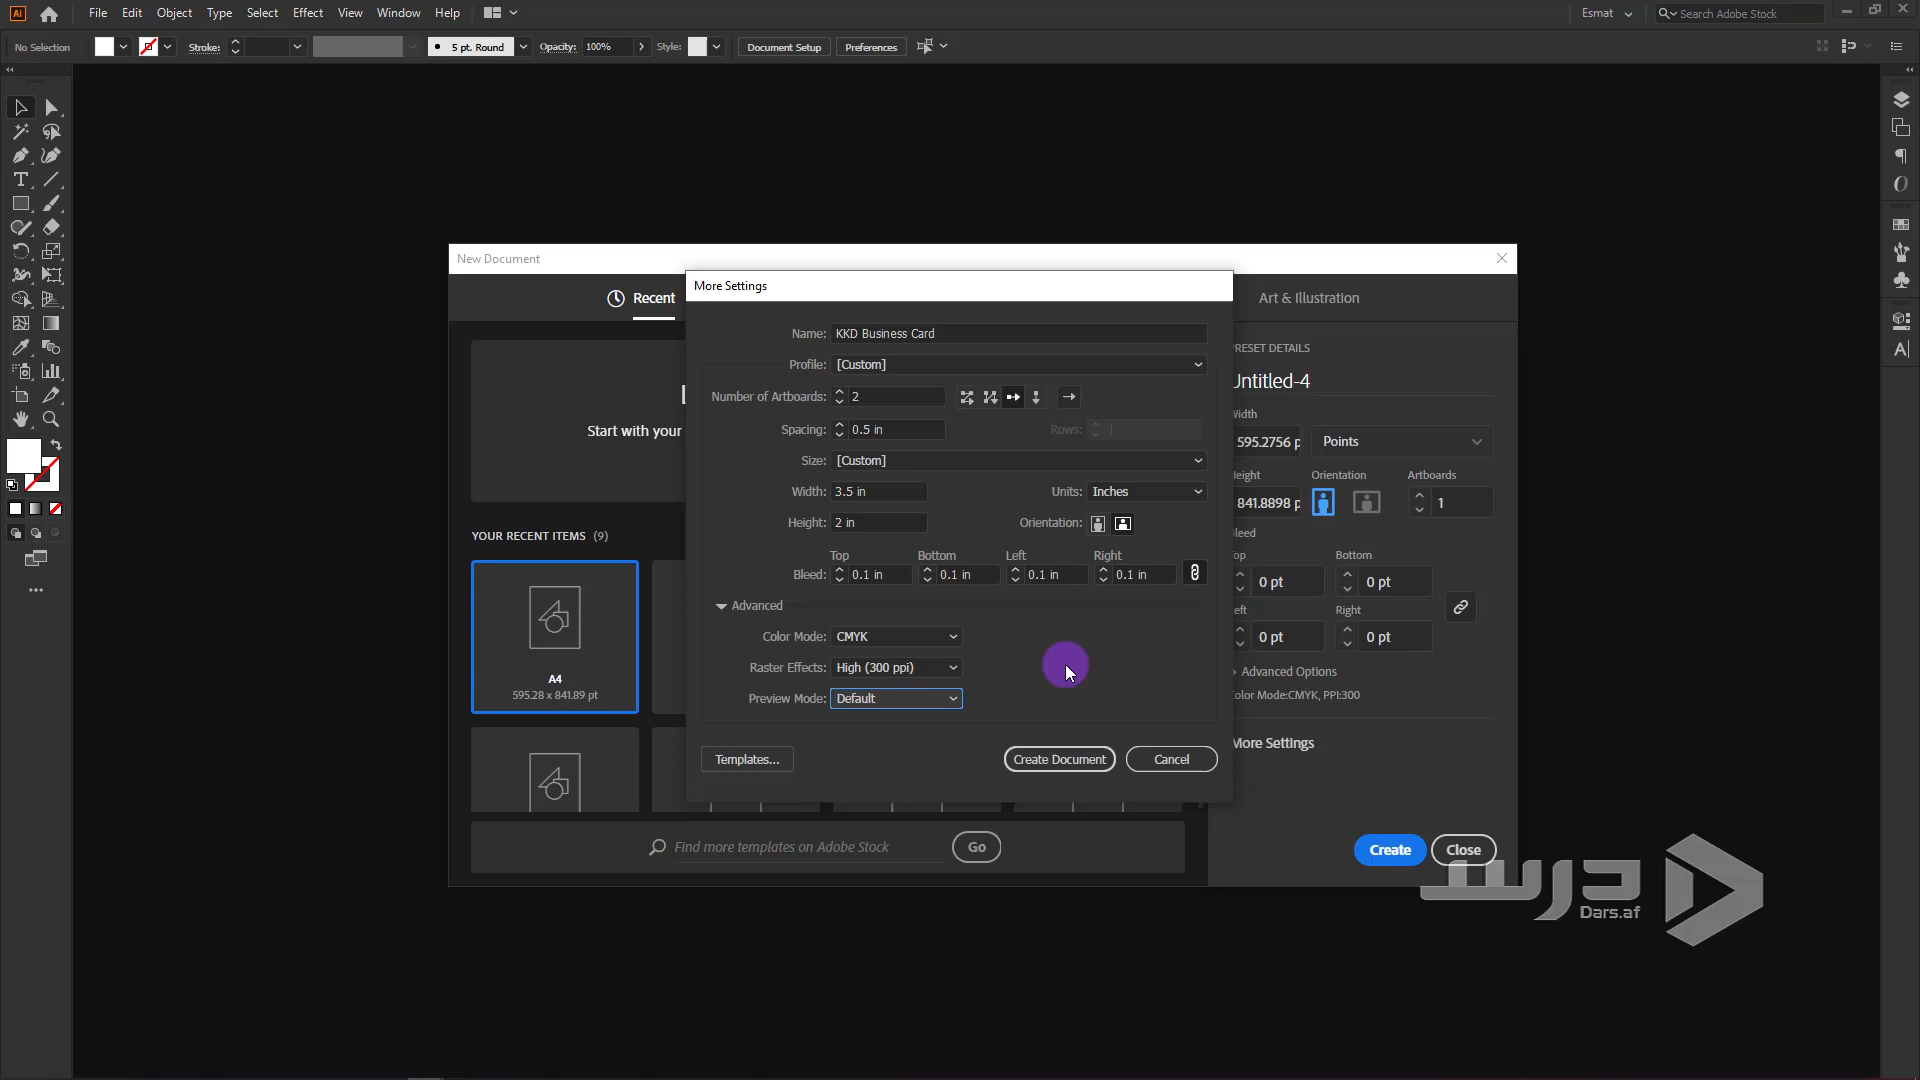 Ai File Edit Object Type Select Effect View Window Help Esmat Search Adobe Stock
No Selection Stroke: 5 pt. Round Opacity: 100% Style: Document Setup Preferences
New Document
Recent Art & Illustration
More Settings
Name: KKD Business Card
Profile: [Custom]
Number of Artboards: 2
Spacing: 0.5 in Rows: 1
Size: [Custom]
Width: 3.5 in Units: Inches
Height: 2 in Orientation:
Top Bottom Left Right
Bleed: 0.1 in 0.1 in 0.1 in 0.1 in
Advanced
Color Mode: CMYK
Raster Effects: High (300 ppi)
Preview Mode: Default
Templates... Create Document Cancel
Start with your
YOUR RECENT ITEMS (9)
A4
595.28 x 841.89 pt
Find more templates on Adobe Stock Go
RESET DETAILS
Untitled-4
Width
595.2756 p Points
eight Orientation Artboards
841.8898 p 1
Bleed
op Bottom
0 pt 0 pt
eft Right
0 pt 0 pt
Advanced Options
olor Mode:CMYK, PPI:300
More Settings
Create Close
درس
Dars.af